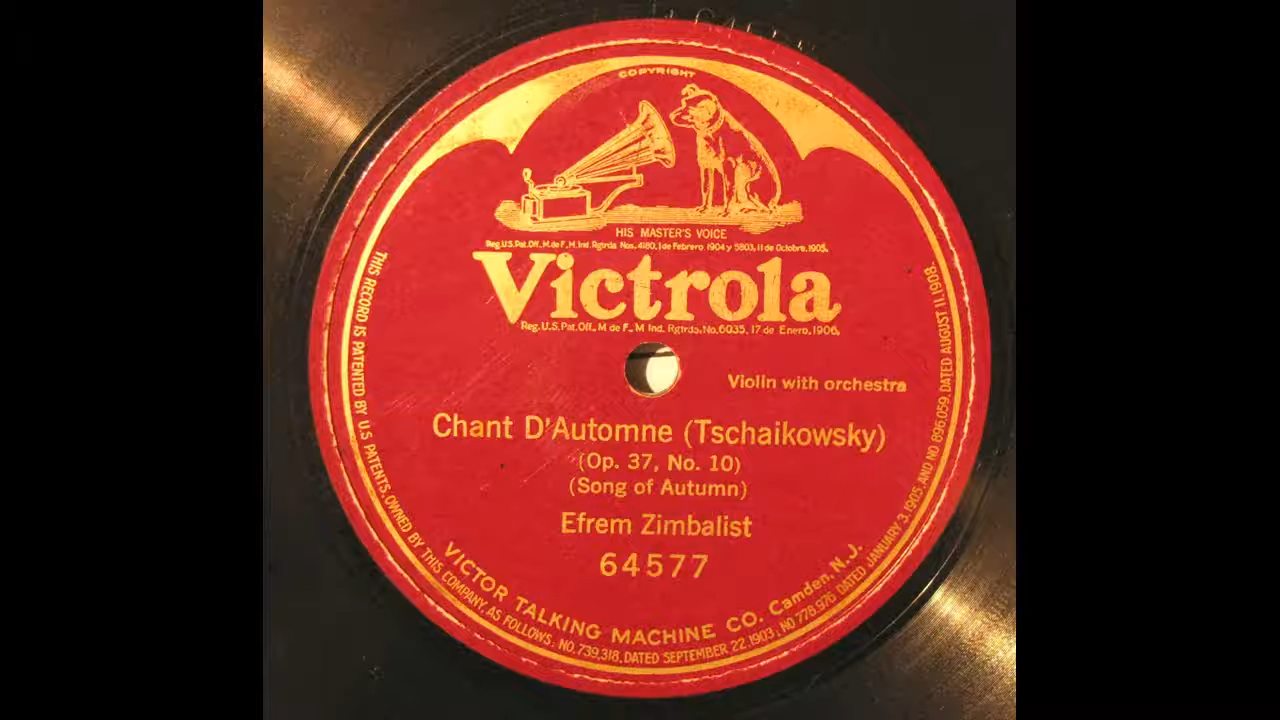 COPYRIGHT
HIS MASTER'S VOICE
Reg.U.S.Pat.Off., M.de F., M. Ind. Rgtrda. Nos. 4180, 1 de Febrero 1904 y 5803, 11 de Octobre, 1905.
Victrola
Reg. U.S. Pat. Off., M de F., M Ind. Rgtrda. No. 6035, 17 de Enero, 1906.
Violin with orchestra
Chant D'Automne (Tschaikowsky)
(Op. 37, No. 10)
(Song of Autumn)
Efrem Zimbalist
64577
VICTOR TALKING MACHINE CO. Camden, N.J.
THIS RECORD IS PATENTED BY U.S PATENTS, OWNED BY THIS COMPANY, AS FOLLOWS. NO. 739,318, DATED SEPTEMBER 22, 1903, NO 778,976 DATED JANUARY 3, 1905, AND NO 896,059, DATED AUGUST 11, 1908.